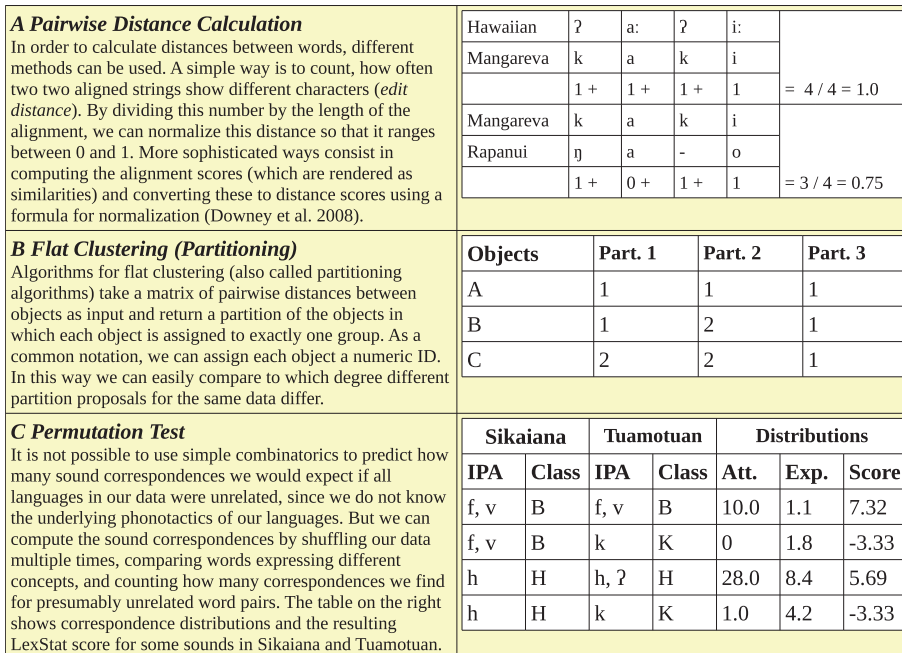 A Pairwise Distance Calculation
In order to calculate distances between words, different
methods can be used. A simple way is to count, how often
two two aligned strings show different characters (edit
distance). By dividing this number by the length of the
alignment, we can normalize this distance so that it ranges
between 0 and 1. More sophisticated ways consist in
computing the alignment scores (which are rendered as
similarities) and converting these to distance scores using a
formula for normalization (Downey et al. 2008).
Hawaiian ʔ aː ʔ iː
Mangareva k a k i
1 + 1 + 1 + 1 = 4 / 4 = 1.0
Mangareva k a k i
Rapanui ŋ a - o
1 + 0 + 1 + 1 = 3 / 4 = 0.75
B Flat Clustering (Partitioning)
Algorithms for flat clustering (also called partitioning
algorithms) take a matrix of pairwise distances between
objects as input and return a partition of the objects in
which each object is assigned to exactly one group. As a
common notation, we can assign each object a numeric ID.
In this way we can easily compare to which degree different
partition proposals for the same data differ.
Objects Part. 1 Part. 2 Part. 3
A 1 1 1
B 1 2 1
C 2 2 1
C Permutation Test
It is not possible to use simple combinatorics to predict how
many sound correspondences we would expect if all
languages in our data were unrelated, since we do not know
the underlying phonotactics of our languages. But we can
compute the sound correspondences by shuffling our data
multiple times, comparing words expressing different
concepts, and counting how many correspondences we find
for presumably unrelated word pairs. The table on the right
shows correspondence distributions and the resulting
LexStat score for some sounds in Sikaiana and Tuamotuan.
Sikaiana Tuamotuan Distributions
IPA Class IPA Class Att. Exp. Score
f, v B f, v B 10.0 1.1 7.32
f, v B k K 0 1.8 -3.33
h H h, ʔ H 28.0 8.4 5.69
h H k K 1.0 4.2 -3.33